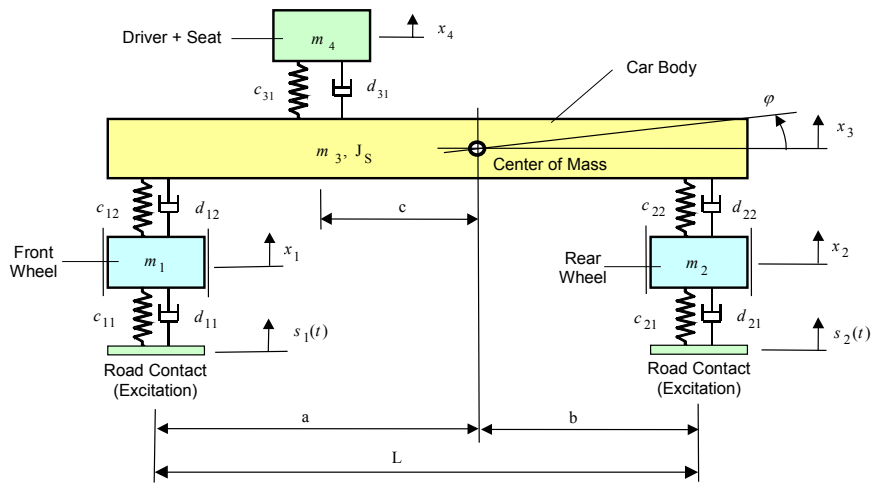 Driver + Seat
m 4
x 4
c 31
d 31
Car Body
φ
x 3
m 3, J S
Center of Mass
c 12
d 12
c
c 22
d 22
Front
Wheel
m 1
x 1
Rear
Wheel
m 2
x 2
c 11
d 11
s 1(t)
c 21
d 21
s 2(t)
Road Contact
(Excitation)
Road Contact
(Excitation)
a
b
L